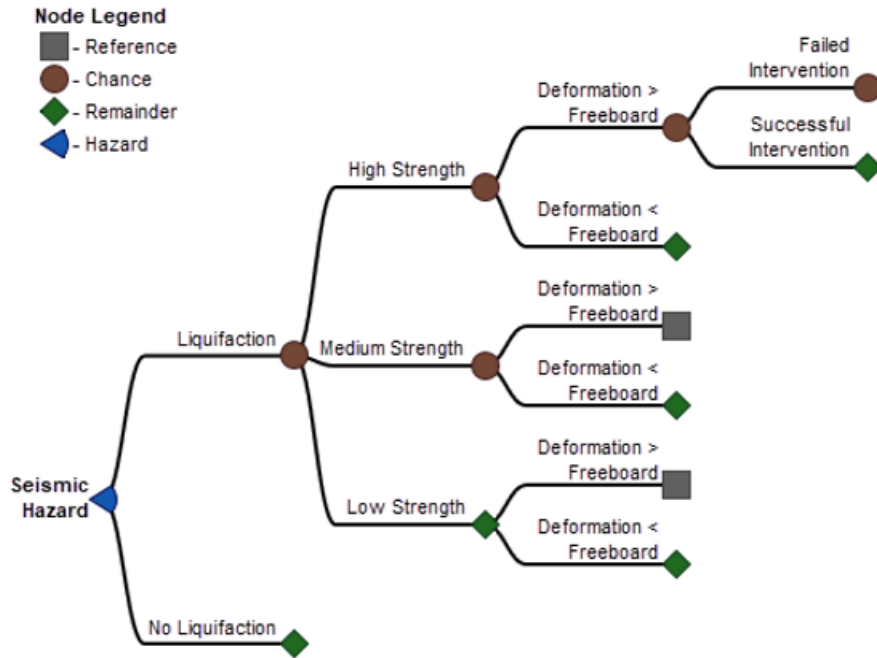 Node Legend
- Reference
- Chance
- Remainder
- Hazard
Failed
Intervention
Successful
Intervention
Deformation >
Freeboard
High Strength
Deformation <
Freeboard
Deformation >
Freeboard
Liquifaction
Medium Strength
Deformation <
Freeboard
Deformation >
Freeboard
Seismic
Hazard
Low Strength
Deformation <
Freeboard
No Liquifaction